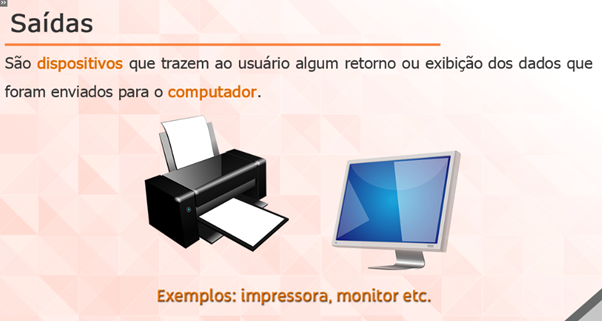 Saídas
São dispositivos que trazem ao usuário algum retorno ou exibição dos dados que
foram enviados para o computador.
Exemplos: impressora, monitor etc.